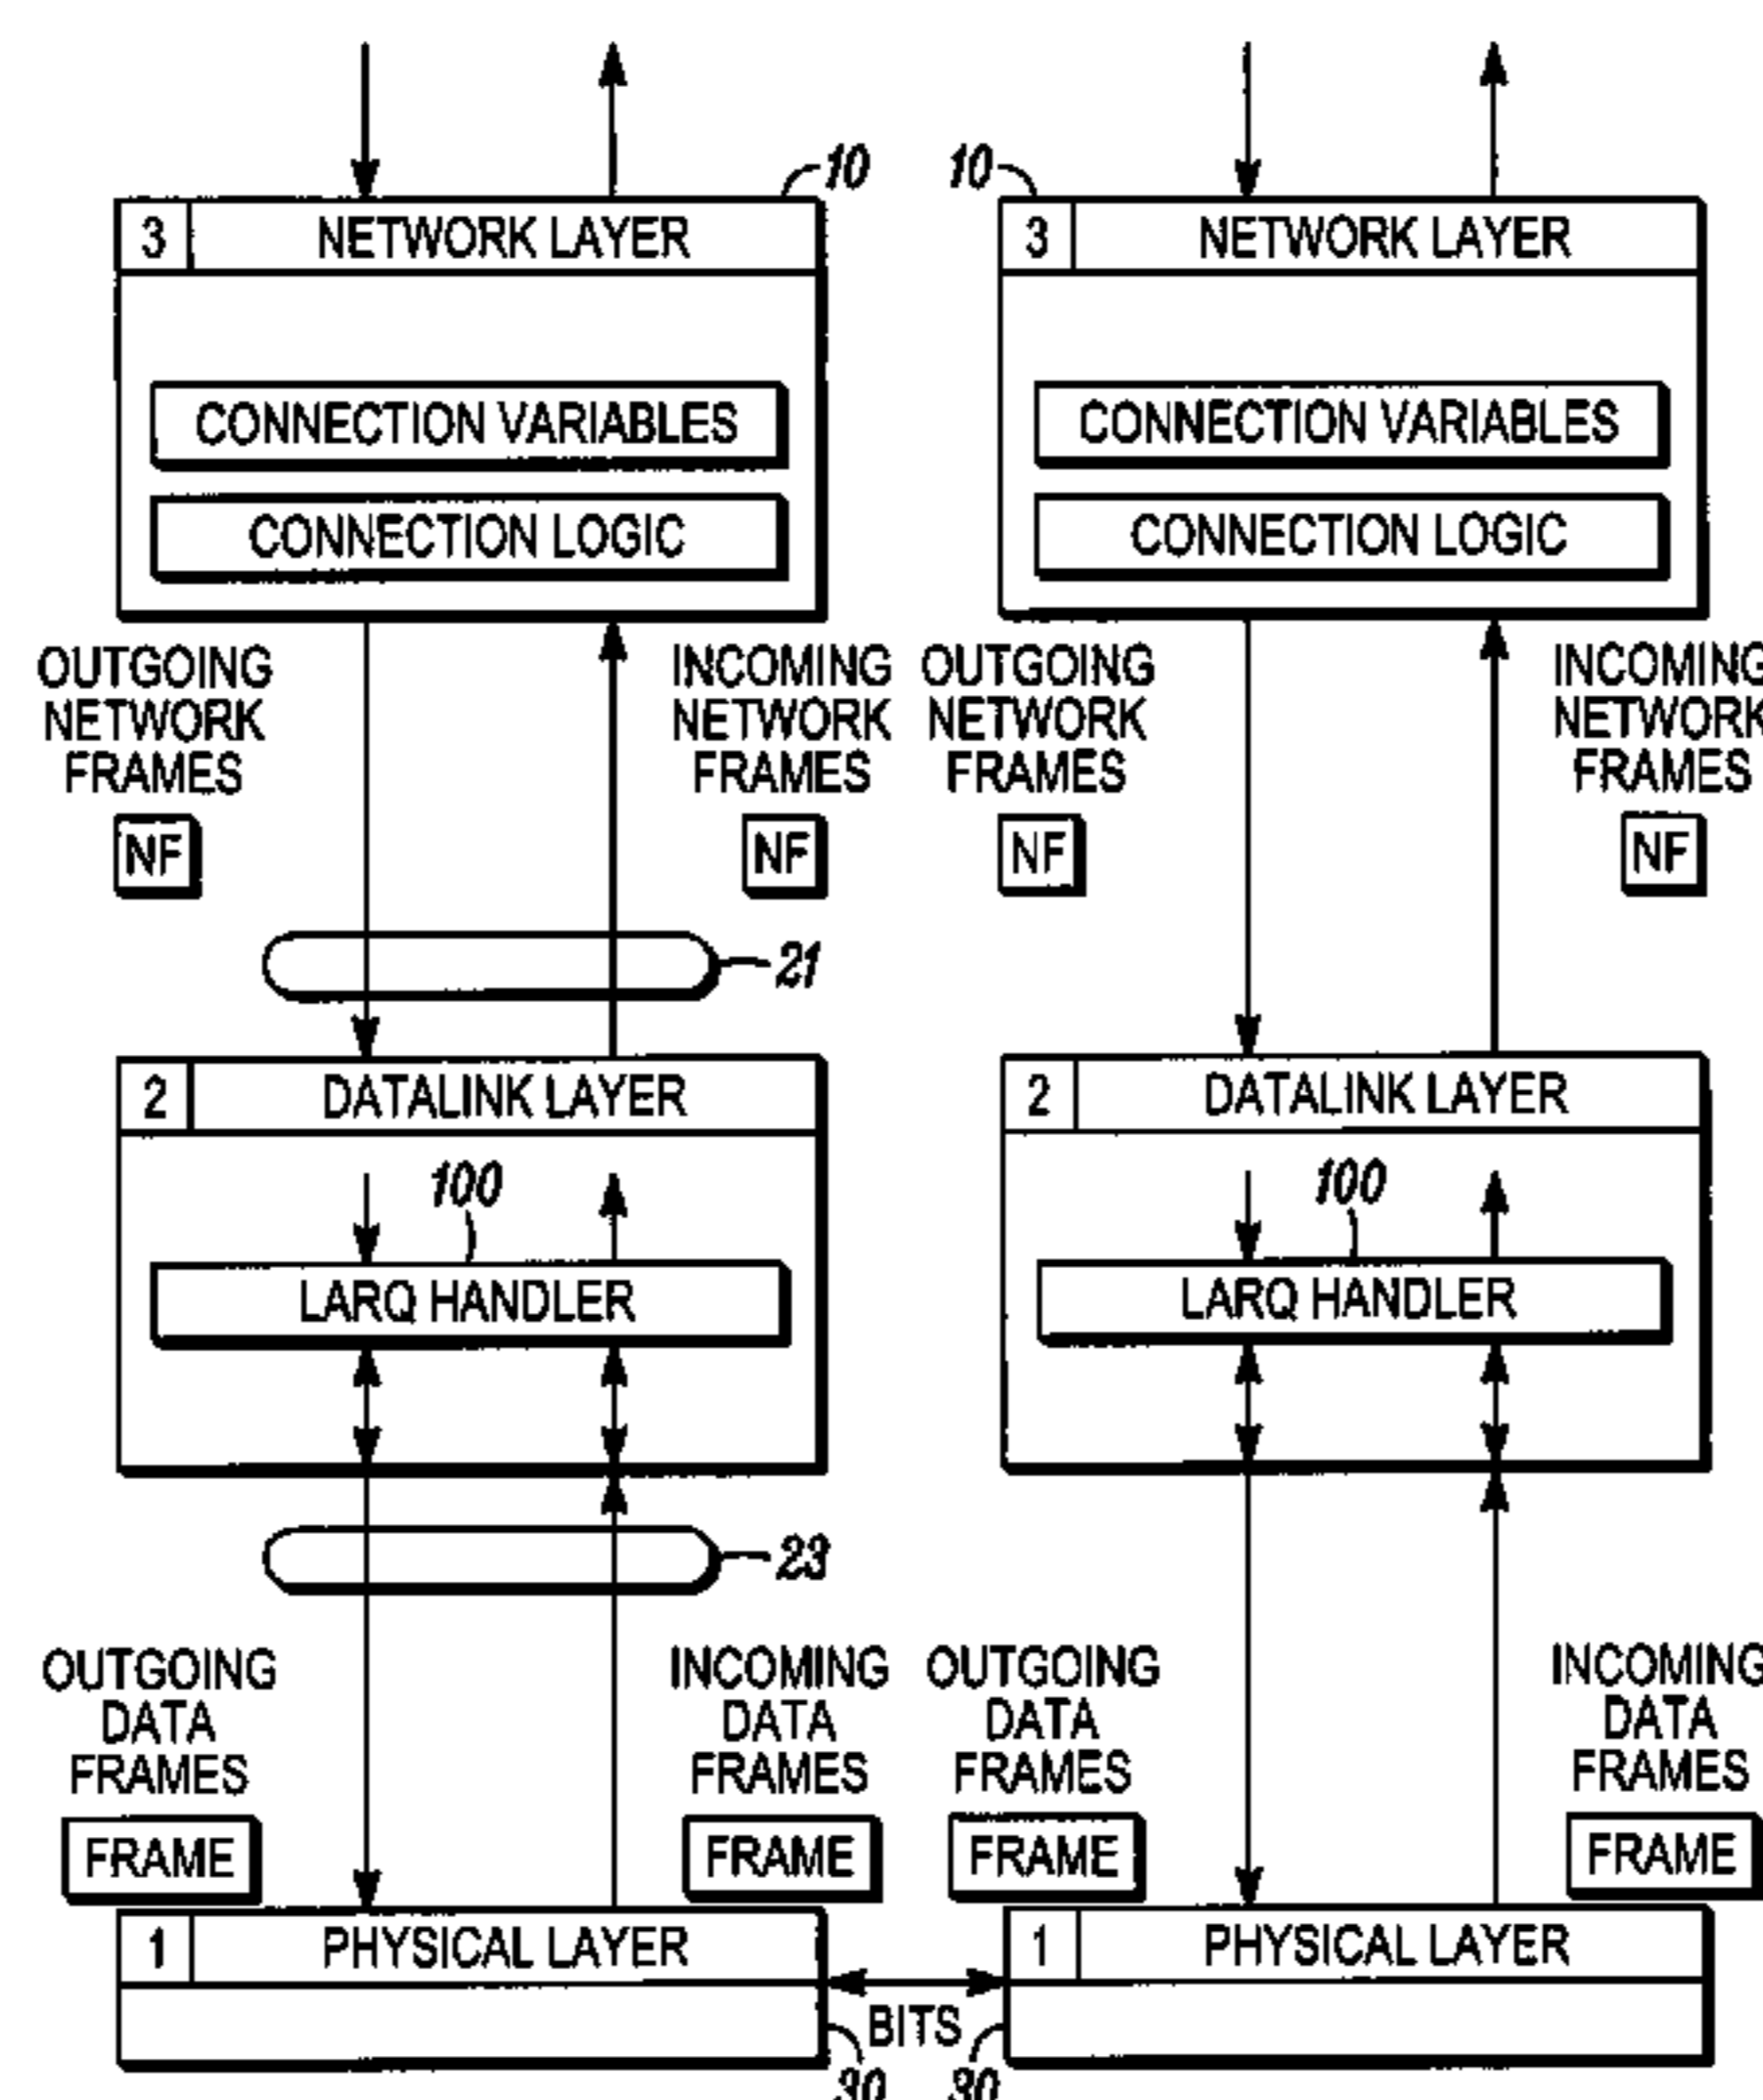 10 10
3 NETWORK LAYER 3 NETWORK LAYER
CONNECTION VARIABLES CONNECTION VARIABLES
CONNECTION LOGIC CONNECTION LOGIC
OUTGOING INCOMING OUTGOING INCOMING
NETWORK NETWORK NETWORK NETWORK
FRAMES FRAMES FRAMES FRAMES
NF NF NF NF
21
2 DATALINK LAYER 2 DATALINK LAYER
100 100
LARQ HANDLER LARQ HANDLER
23
OUTGOING INCOMING OUTGOING INCOMING
DATA DATA DATA DATA
FRAMES FRAMES FRAMES FRAMES
FRAME FRAME FRAME FRAME
1 PHYSICAL LAYER 1 PHYSICAL LAYER
BITS
30 30